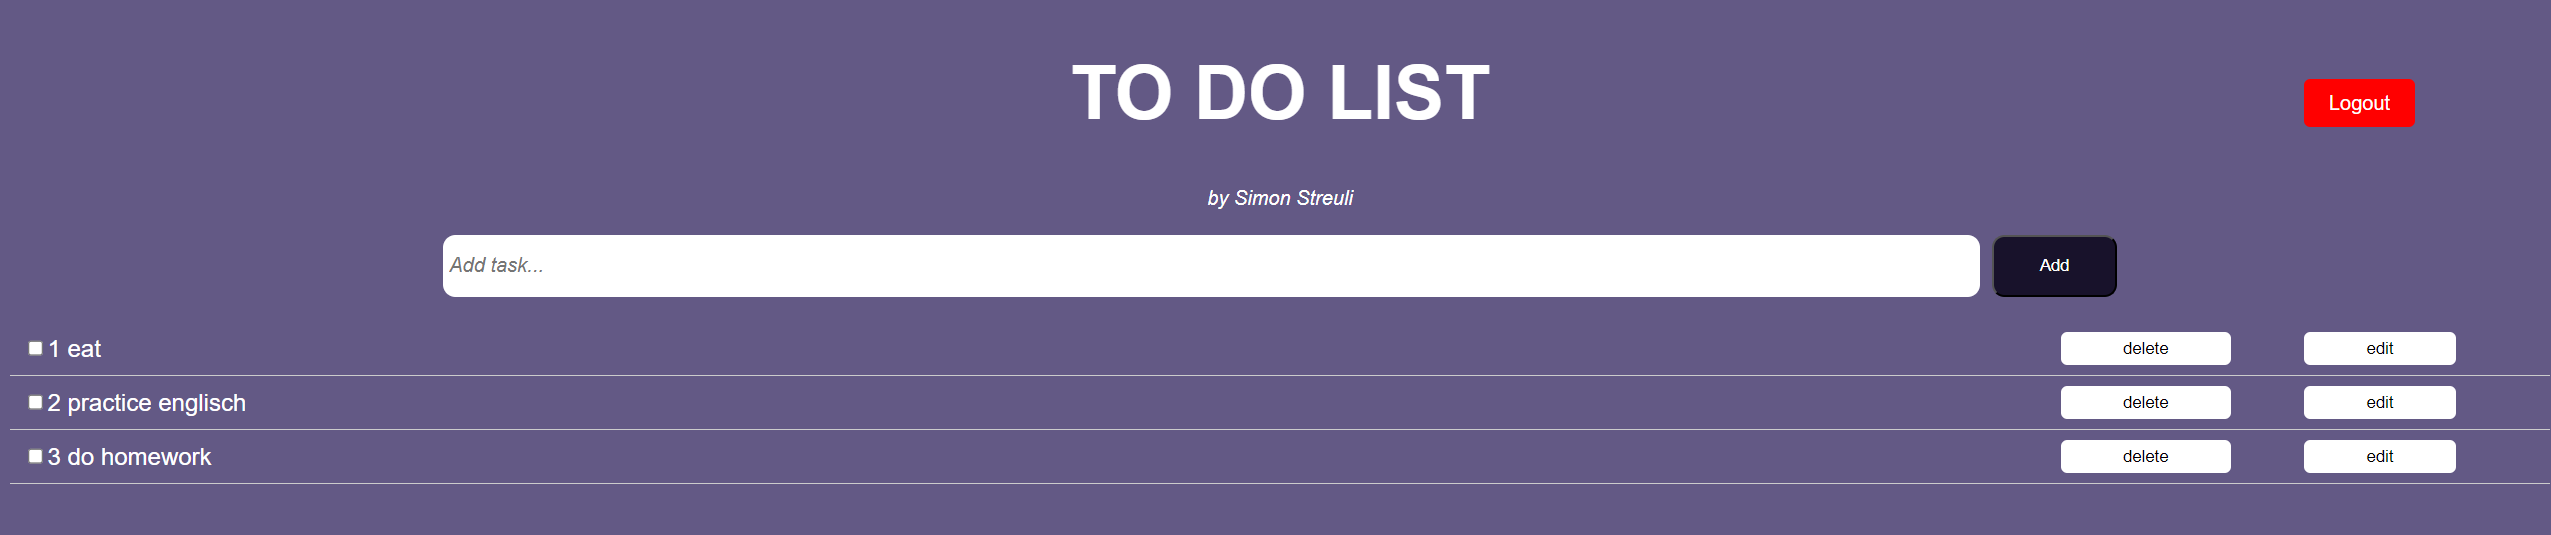 TO DO LIST
Logout
by Simon Streuli
Add task...
Add
1 eat delete edit
2 practice englisch delete edit
3 do homework delete edit